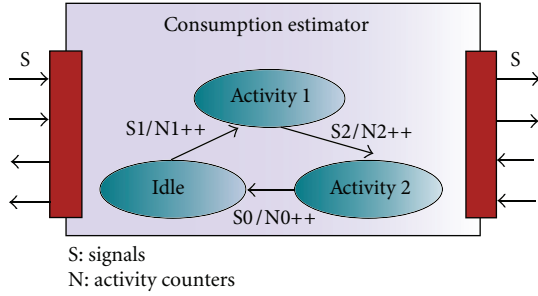 Consumption estimator
S
S
Activity 1
S1/N1++
S2/N2++
Idle
Activity 2
S0/N0++
S: signals
N: activity counters